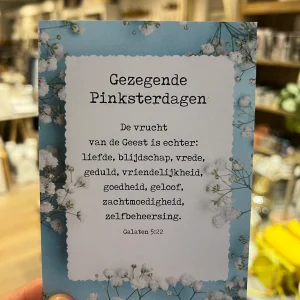 Gezegende
Pinksterdagen
De vrucht
van de Geest is echter:
liefde, blijdschap, vrede,
geduld, vriendelijkheid,
goedheid, geloof,
zachtmoedigheid,
zelfbeheersing.
Galaten 5:22